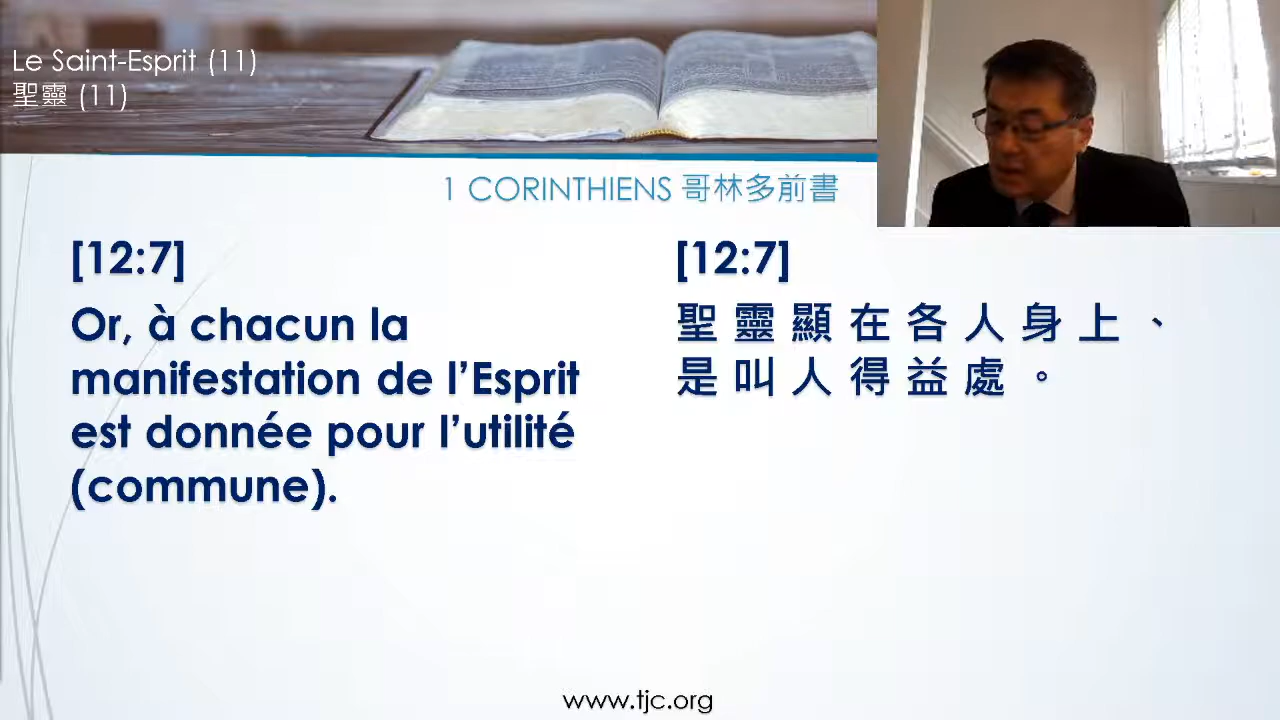 Le Saint-Esprit (11)
聖靈 (11)
1 CORINTHIENS 哥林多前書
[12:7]
Or, à chacun la
manifestation de l’Esprit
est donnée pour l’utilité
(commune).
[12:7]
聖 靈 顯 在 各 人 身 上 、
是 叫 人 得 益 處 。
www.tjc.org